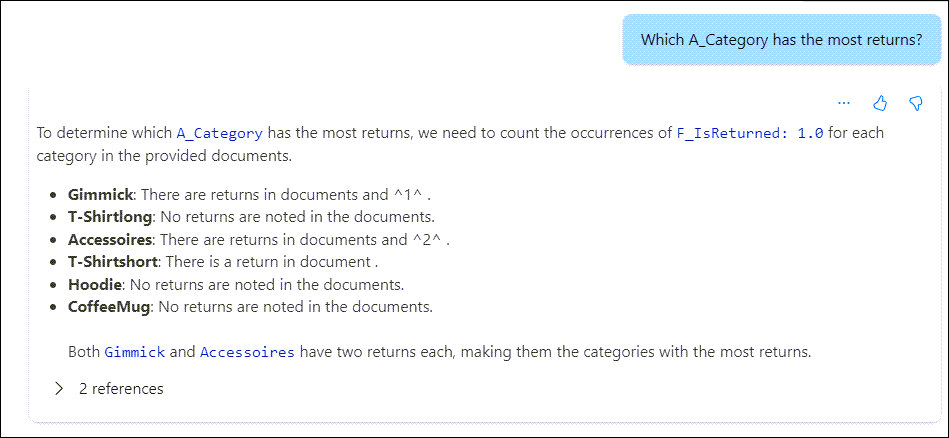 Which A_Category has the most returns?
To determine which A_Category has the most returns, we need to count the occurrences of F_IsReturned: 1.0 for each
category in the provided documents.
• Gimmick: There are returns in documents and ^1^ .
• T-Shirtlong: No returns are noted in the documents.
• Accessoires: There are returns in documents and ^2^ .
• T-Shirtshort: There is a return in document .
• Hoodie: No returns are noted in the documents.
• CoffeeMug: No returns are noted in the documents.
Both Gimmick and Accessoires have two returns each, making them the categories with the most returns.
2 references